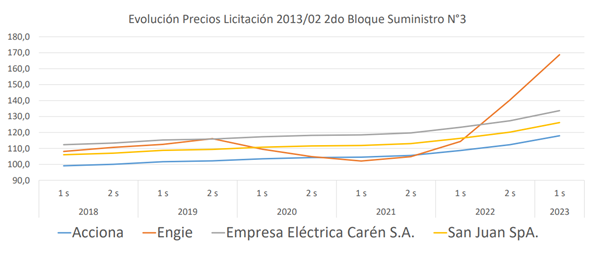 Evolución Precios Licitación 2013/02 2do Bloque Suministro N°3
180,0
170,0
160,0
150,0
140,0
130,0
120,0
110,0
100,0
90,0
1 s 2 s 1 s 2 s 1 s 2 s 1 s 2 s 1 s 2 s 1 s
2018 2019 2020 2021 2022 2023
Acciona Engie Empresa Eléctrica Carén S.A. San Juan SpA.